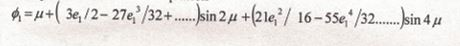 ϕ₁ = μ+( 3e₁ /2– 27e₁³/32+......)sin 2 μ +(21e₁²/ 16 –55e₁⁴/32.......)sin 4 μ